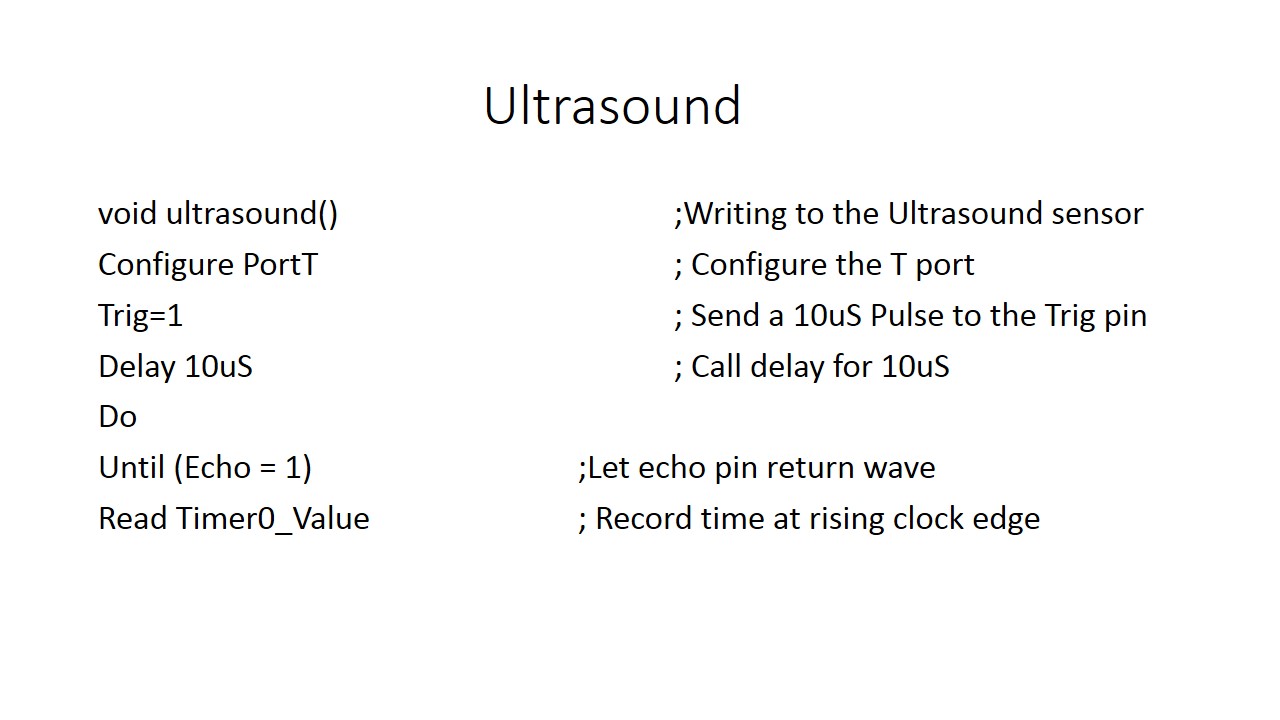 Ultrasound
void ultrasound() ;Writing to the Ultrasound sensor
Configure PortT ; Configure the T port
Trig=1 ; Send a 10uS Pulse to the Trig pin
Delay 10uS ; Call delay for 10uS
Do
Until (Echo = 1) ;Let echo pin return wave
Read Timer0_Value ; Record time at rising clock edge